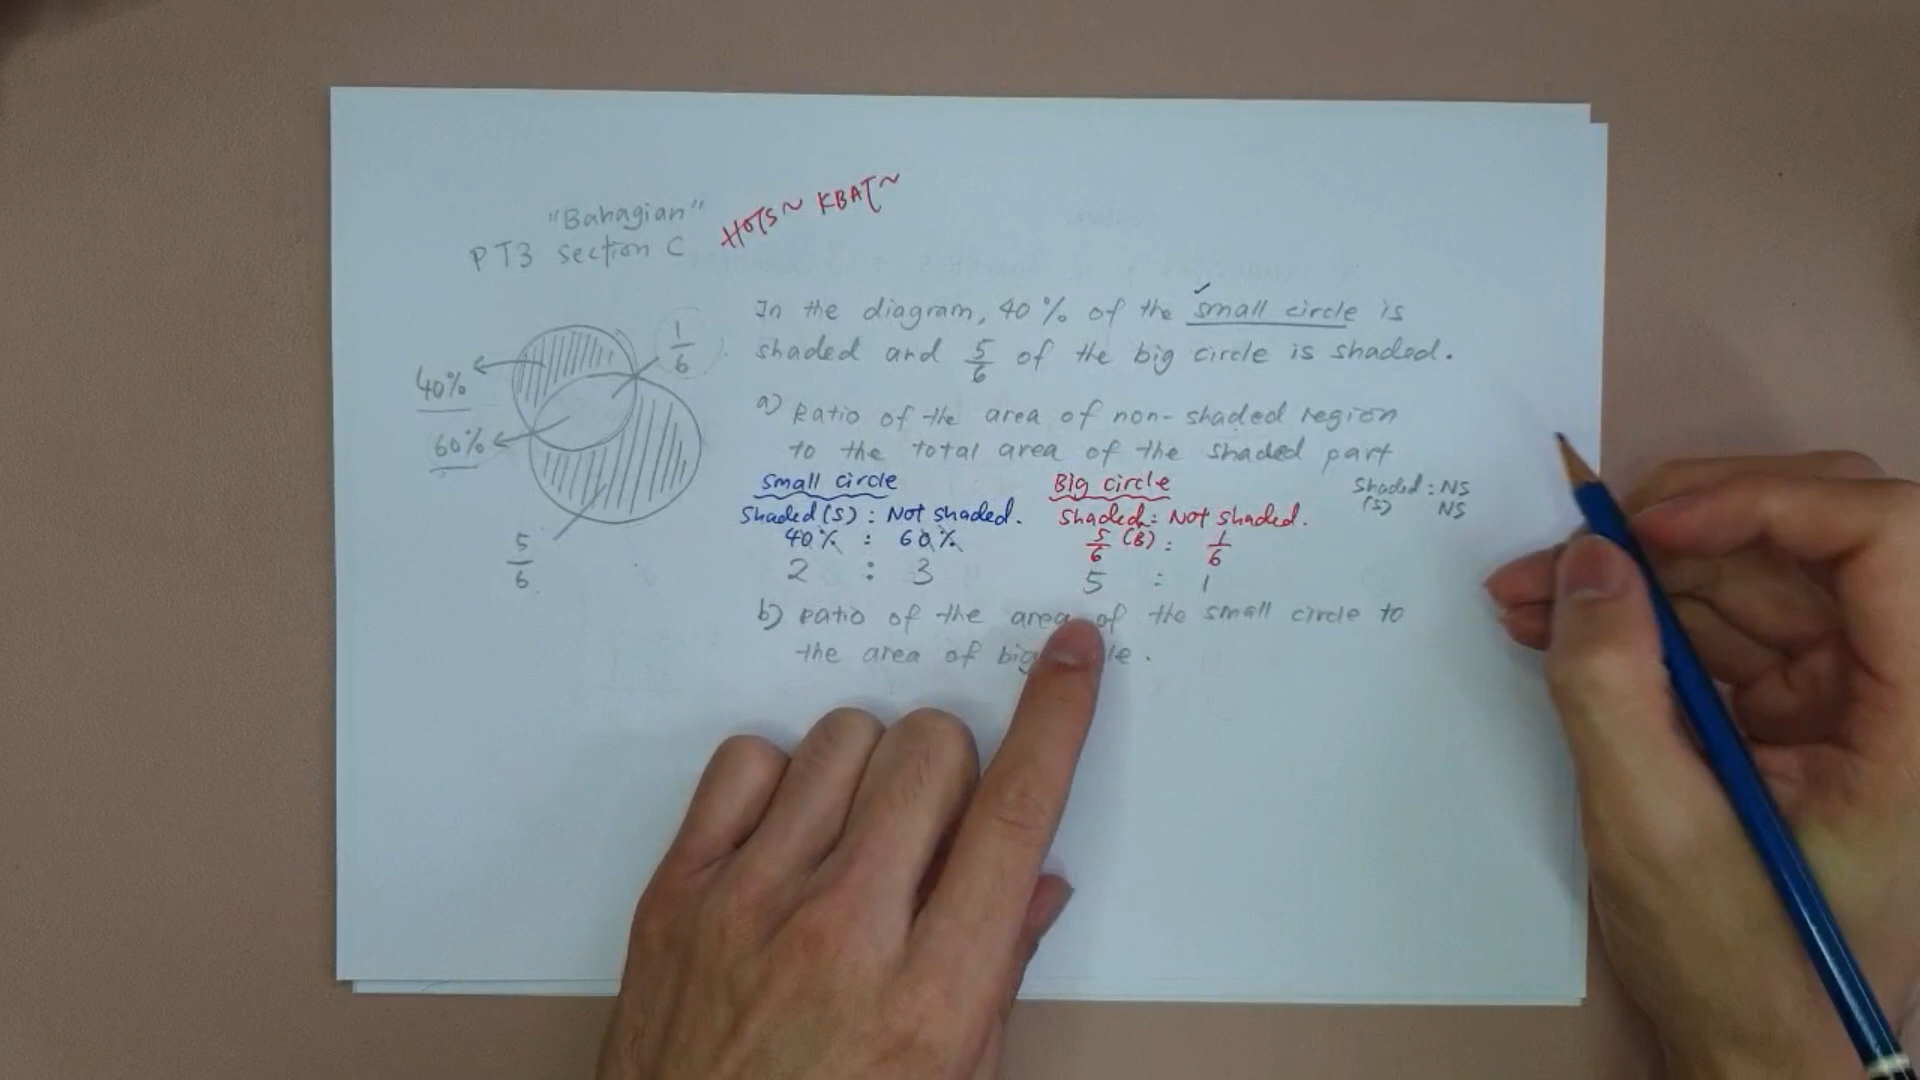 "Bahagian"
PT3 section C
HOTS~ KBAT~
In the diagram, 40% of the small circle is
shaded and 5/6 of the big circle is shaded.
1/6
40%
60%
5/6
a) Ratio of the area of non-shaded region
to the total area of the shaded part
Small circle
Shaded(S) : Not shaded.
40% : 60%
2 : 3
Big circle
Shaded : Not shaded.
5/6 (B) : 1/6
5 : 1
Shaded : NS
(S) NS
b) Ratio of the area of the small circle to
the area of big